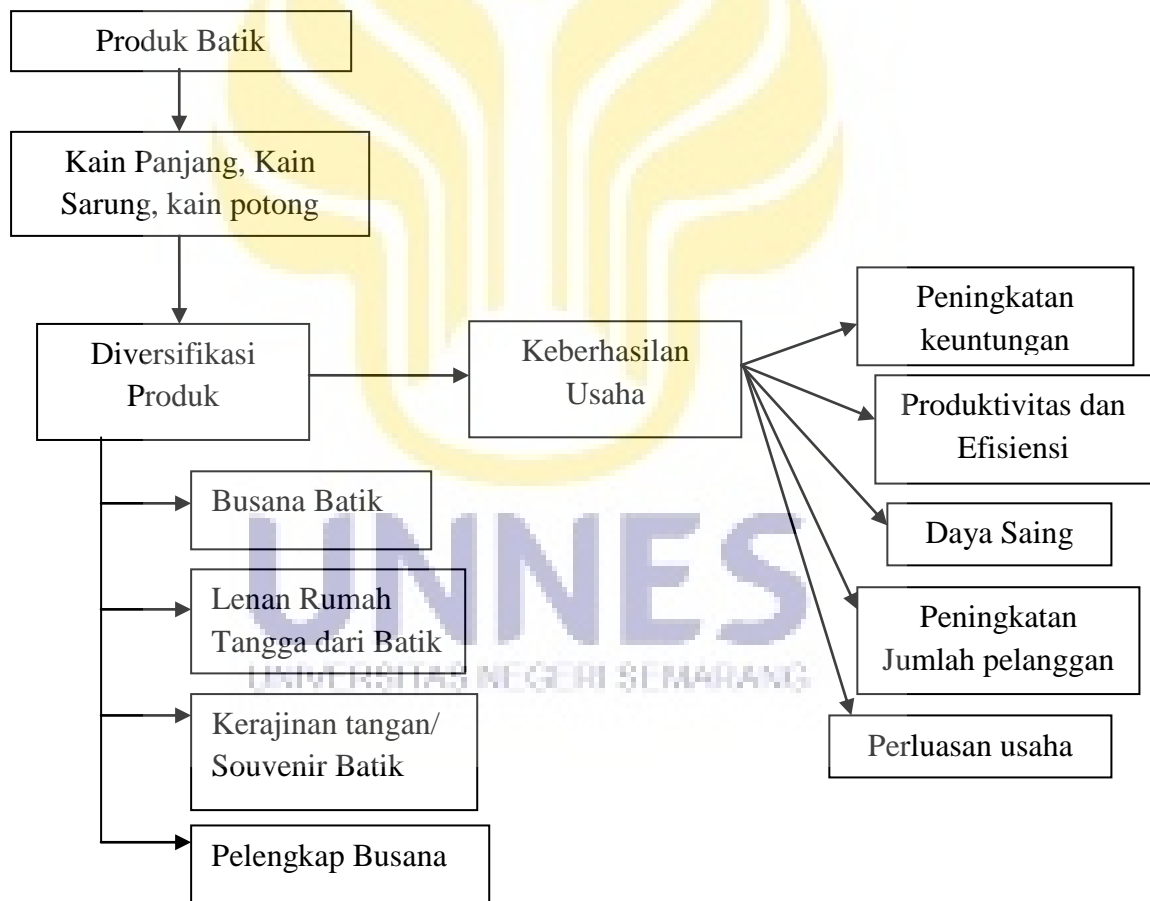 Produk Batik
Kain Panjang, Kain
Sarung, kain potong
Diversifikasi
Produk
Keberhasilan
Usaha
Peningkatan
keuntungan
Produktivitas dan
Efisiensi
Daya Saing
Peningkatan
Jumlah pelanggan
Perluasan usaha
Busana Batik
Lenan Rumah
Tangga dari Batik
Kerajinan tangan/
Souvenir Batik
Pelengkap Busana
UNNES
UNIVERSITAS NEGERI SEMARANG